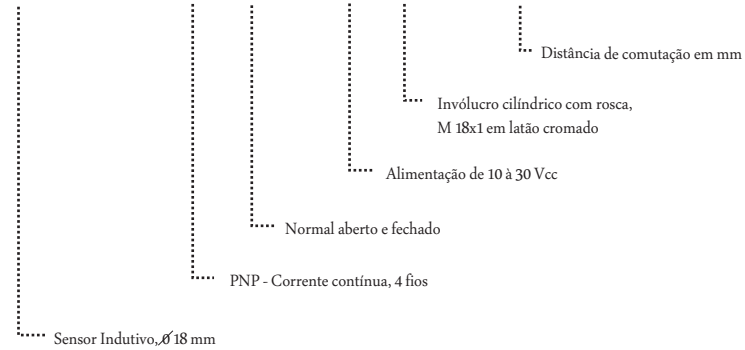 Distância de comutação em mm
Invólucro cilíndrico com rosca,
M 18x1 em latão cromado
Alimentação de 10 à 30 Vcc
Normal aberto e fechado
PNP - Corrente contínua, 4 fios
Sensor Indutivo, Ø 18 mm